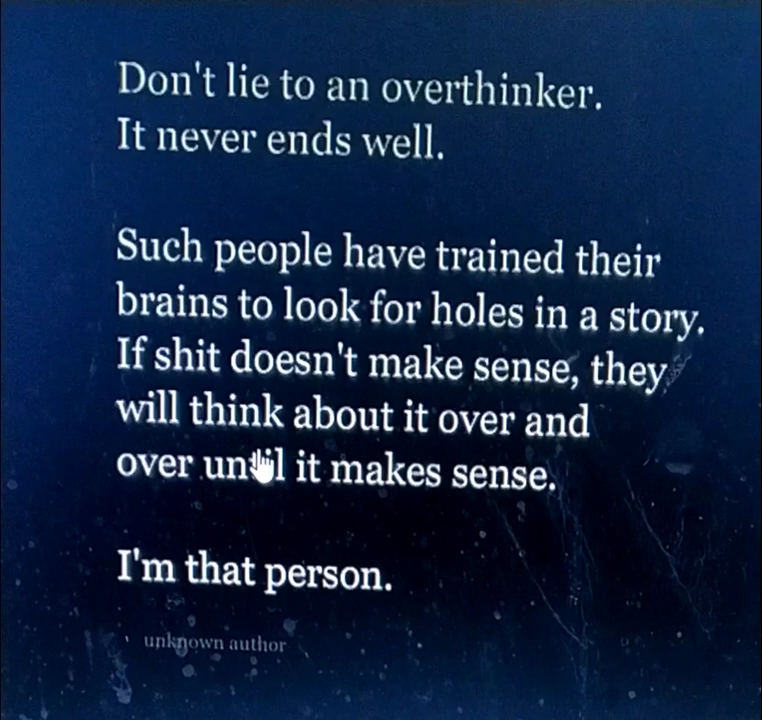 Don't lie to an overthinker.
It never ends well.
Such people have trained their
brains to look for holes in a story.
If shit doesn't make sense, they
will think about it over and
over until it makes sense.
I'm that person.
unknown author